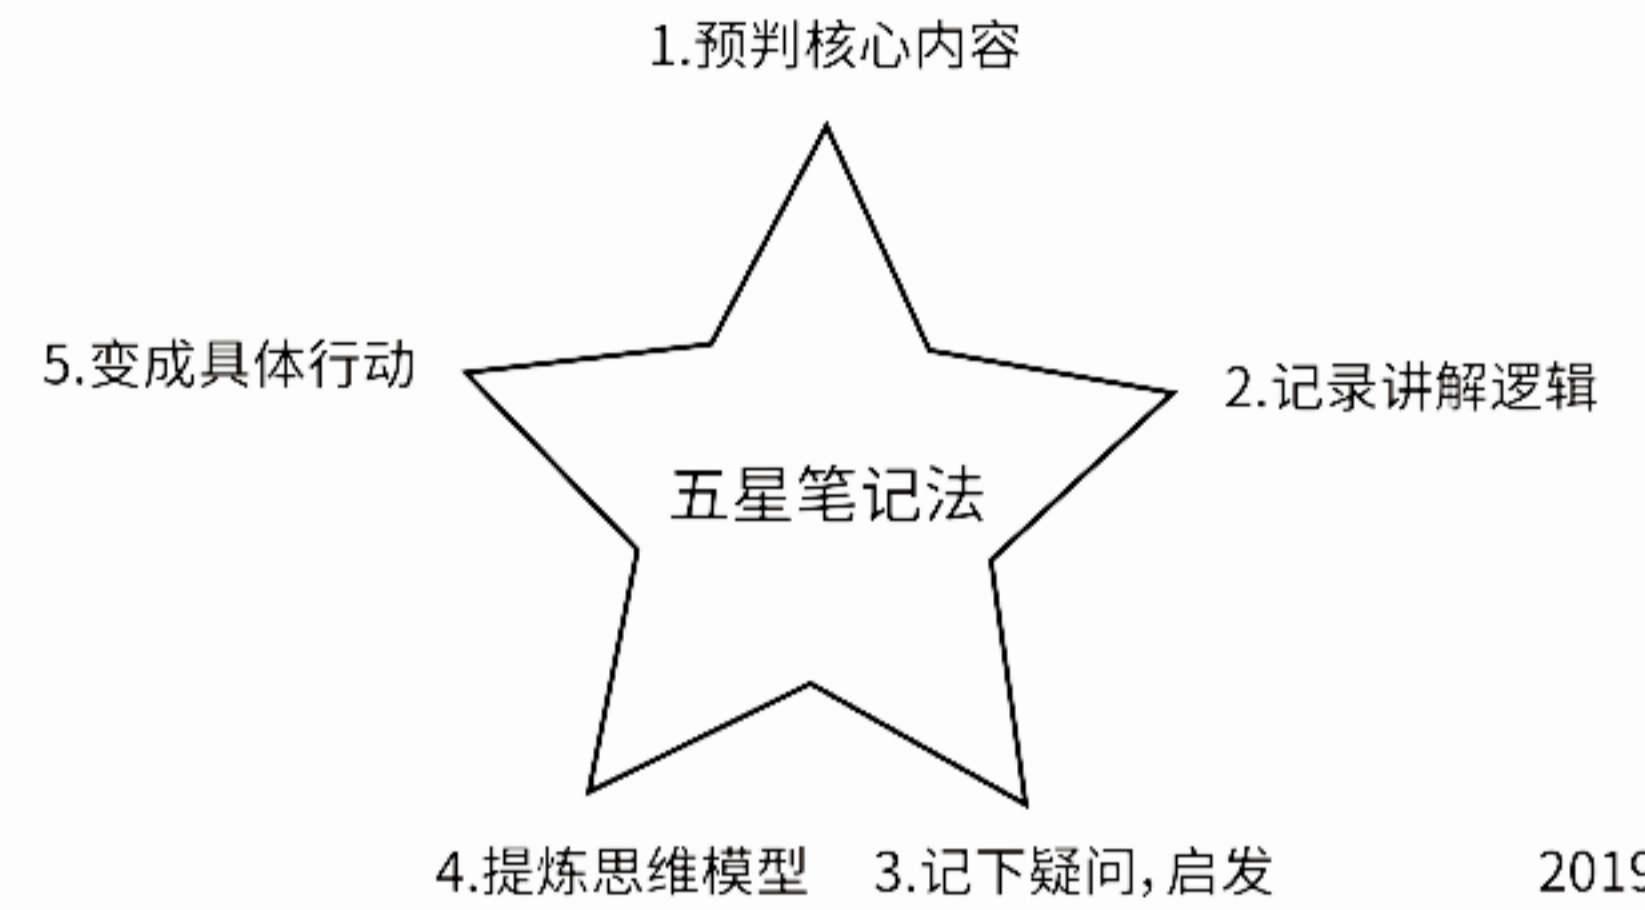 1.预判核心内容
5.变成具体行动
2.记录讲解逻辑
五星笔记法
4.提炼思维模型
3.记下疑问,启发
2019